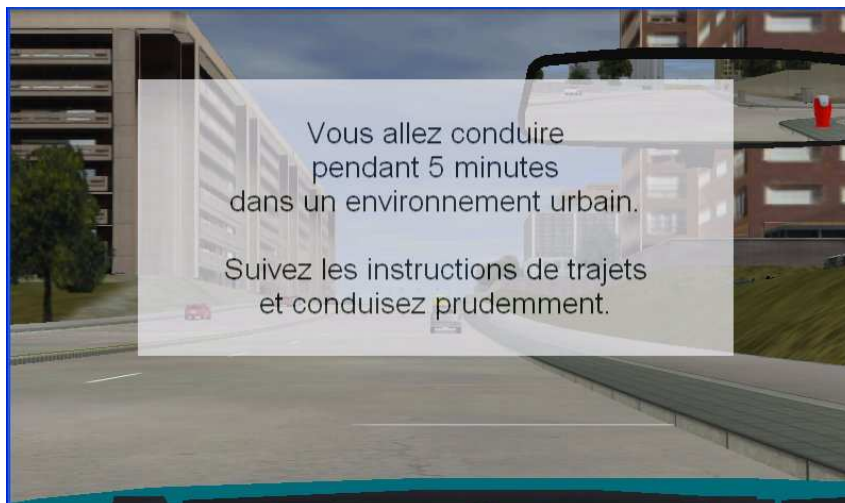 Vous allez conduire
pendant 5 minutes
dans un environnement urbain.
Suivez les instructions de trajets
et conduisez prudemment.